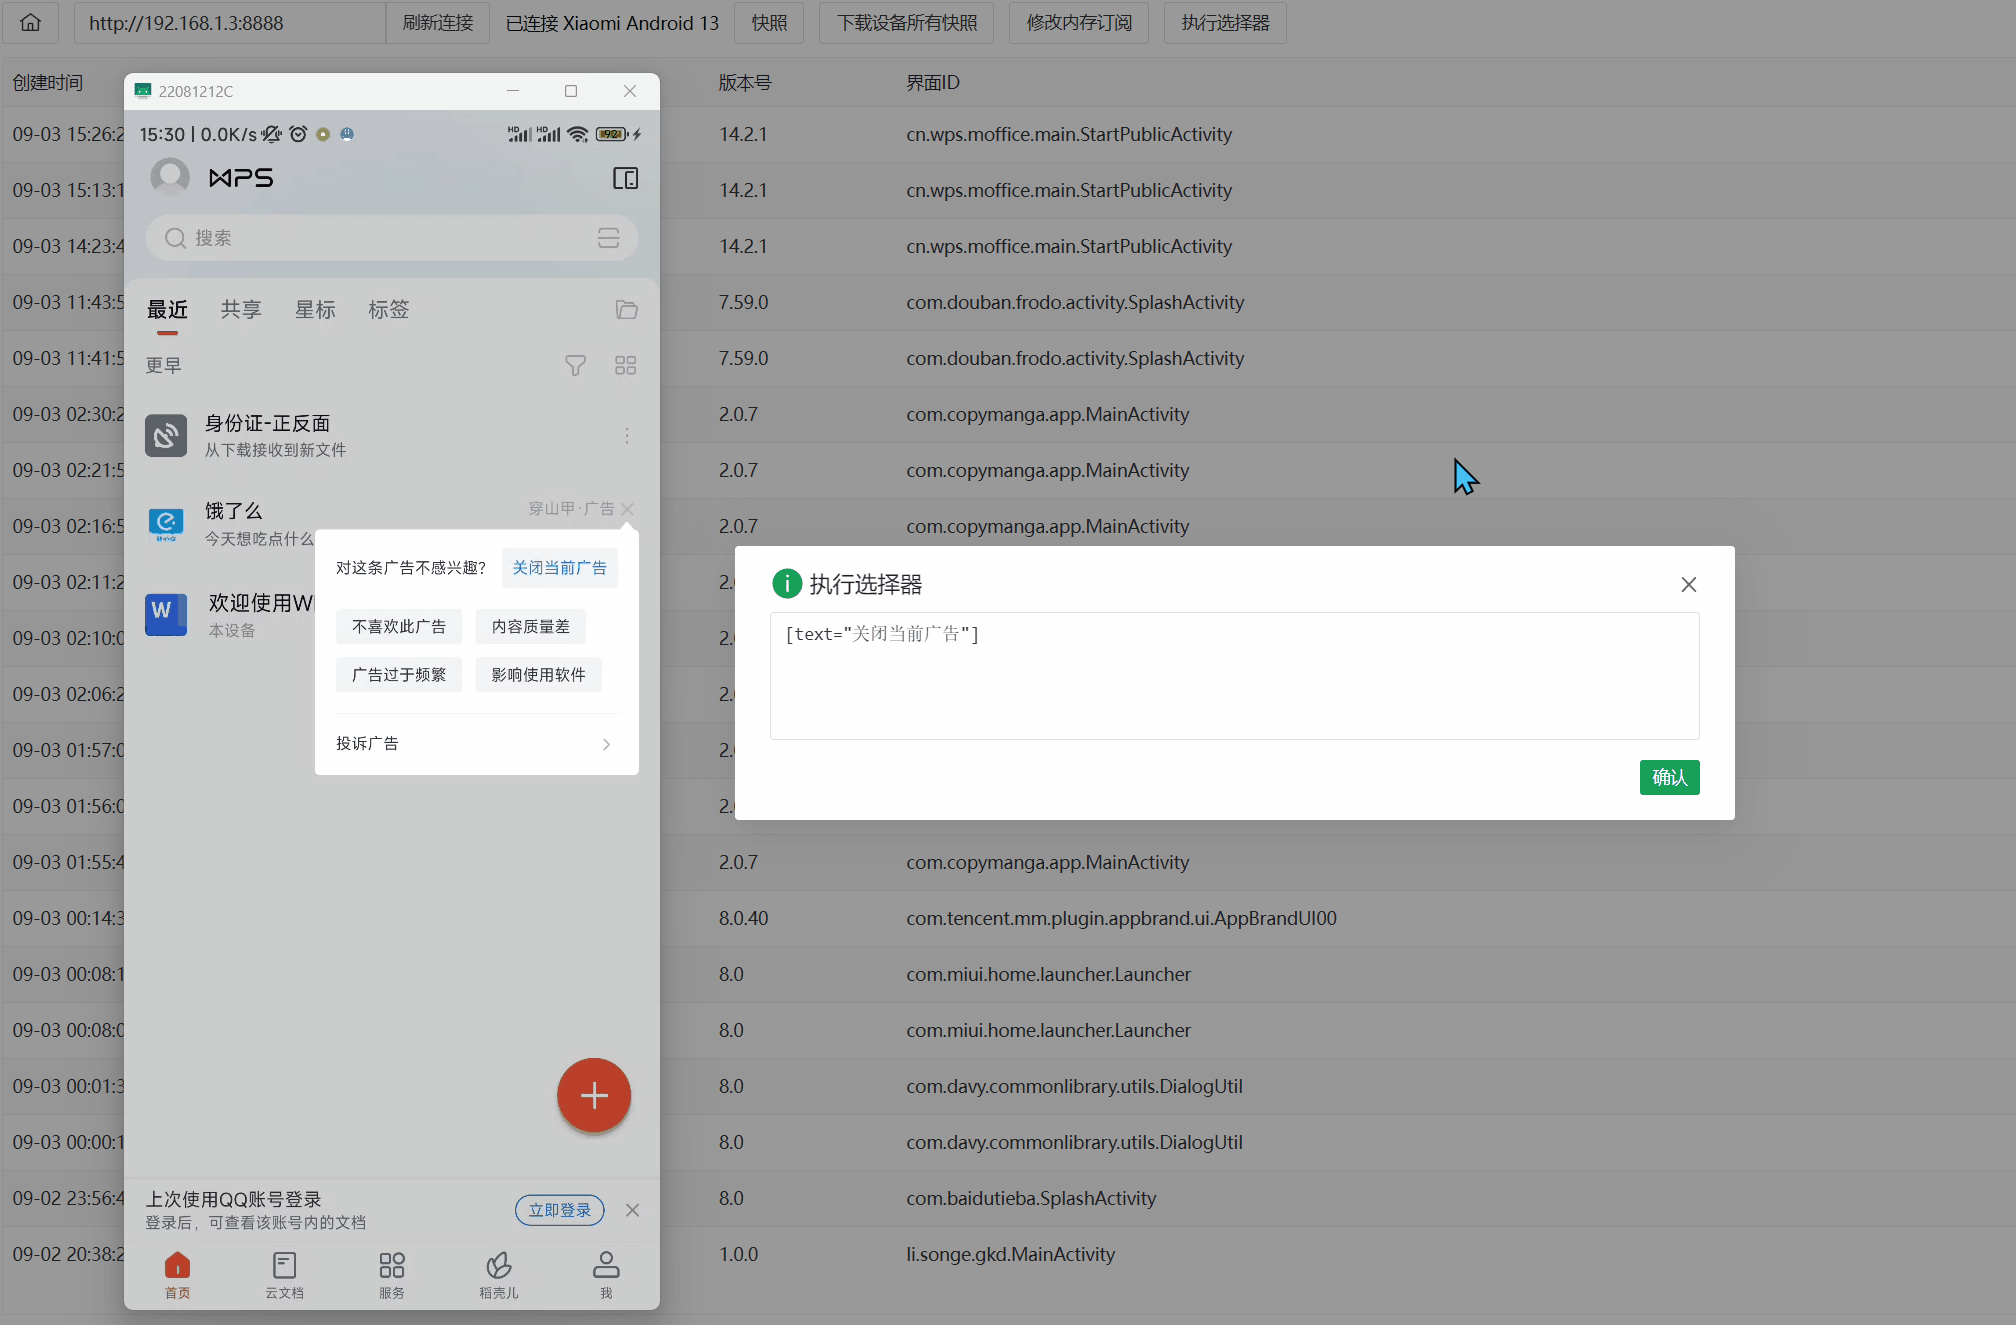 http://192.168.1.3:8888 刷新连接 已连接 Xiaomi Android 13 快照 下载设备所有快照 修改内存订阅 执行选择器
创建时间 版本号 界面ID
09-03 15:26:2 14.2.1 cn.wps.moffice.main.StartPublicActivity
09-03 15:13:1 14.2.1 cn.wps.moffice.main.StartPublicActivity
09-03 14:23:4 14.2.1 cn.wps.moffice.main.StartPublicActivity
09-03 11:43:5 7.59.0 com.douban.frodo.activity.SplashActivity
09-03 11:41:5 7.59.0 com.douban.frodo.activity.SplashActivity
09-03 02:30:2 2.0.7 com.copymanga.app.MainActivity
09-03 02:21:5 2.0.7 com.copymanga.app.MainActivity
09-03 02:16:5 2.0.7 com.copymanga.app.MainActivity
09-03 02:11:2 2.0
09-03 02:10:0 2.0
09-03 02:06:2 2.0
09-03 01:57:0 2.0
09-03 01:56:0 2.0
09-03 01:55:4 2.0.7 com.copymanga.app.MainActivity
09-03 00:14:3 8.0.40 com.tencent.mm.plugin.appbrand.ui.AppBrandUI00
09-03 00:08:1 8.0 com.miui.home.launcher.Launcher
09-03 00:08:0 8.0 com.miui.home.launcher.Launcher
09-03 00:01:3 8.0 com.davy.commonlibrary.utils.DialogUtil
09-03 00:00:1 8.0 com.davy.commonlibrary.utils.DialogUtil
09-02 23:56:4 8.0 com.baidutieba.SplashActivity
09-02 20:38:2 1.0.0 li.songe.gkd.MainActivity
22081212C
15:30 | 0.0K/s HD HD 92
WPS
搜索
最近 共享 星标 标签
更早
身份证-正反面
从下载接收到新文件
饿了么 穿山甲·广告
今天想吃点什么
对这条广告不感兴趣? 关闭当前广告
不喜欢此广告 内容质量差
广告过于频繁 影响使用软件
投诉广告
W 欢迎使用W
本设备
上次使用QQ账号登录
登录后，可查看该账号内的文档
立即登录
首页 云文档 服务 稻壳儿 我
执行选择器
[text="关闭当前广告"]
确认